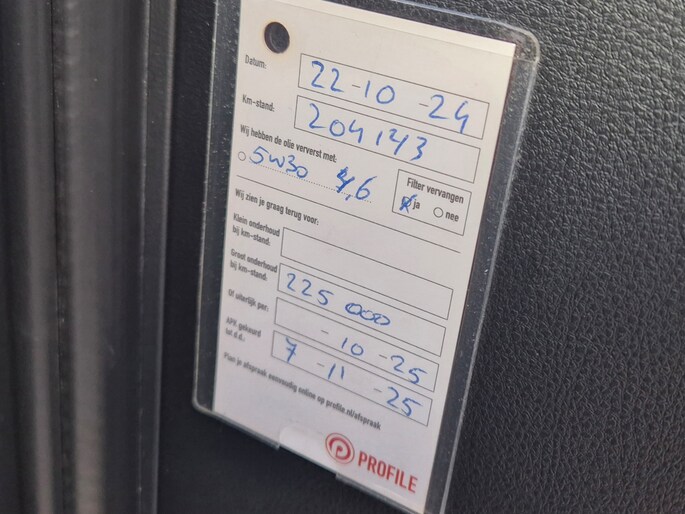 Datum:
22-10-24
Km-stand:
204143
Wij hebben de olie ververst met:
5W30 4,6
Filter vervangen
ja nee
Wij zien je graag terug voor:
Klein onderhoud
bij km-stand:
Groot onderhoud
bij km-stand:
225 000
Of uiterlijk per:
-10-25
APK gekeurd
tot d.d.:
7-11-25
Plan je afspraak eenvoudig online op profile.nl/afspraak
PROFILE